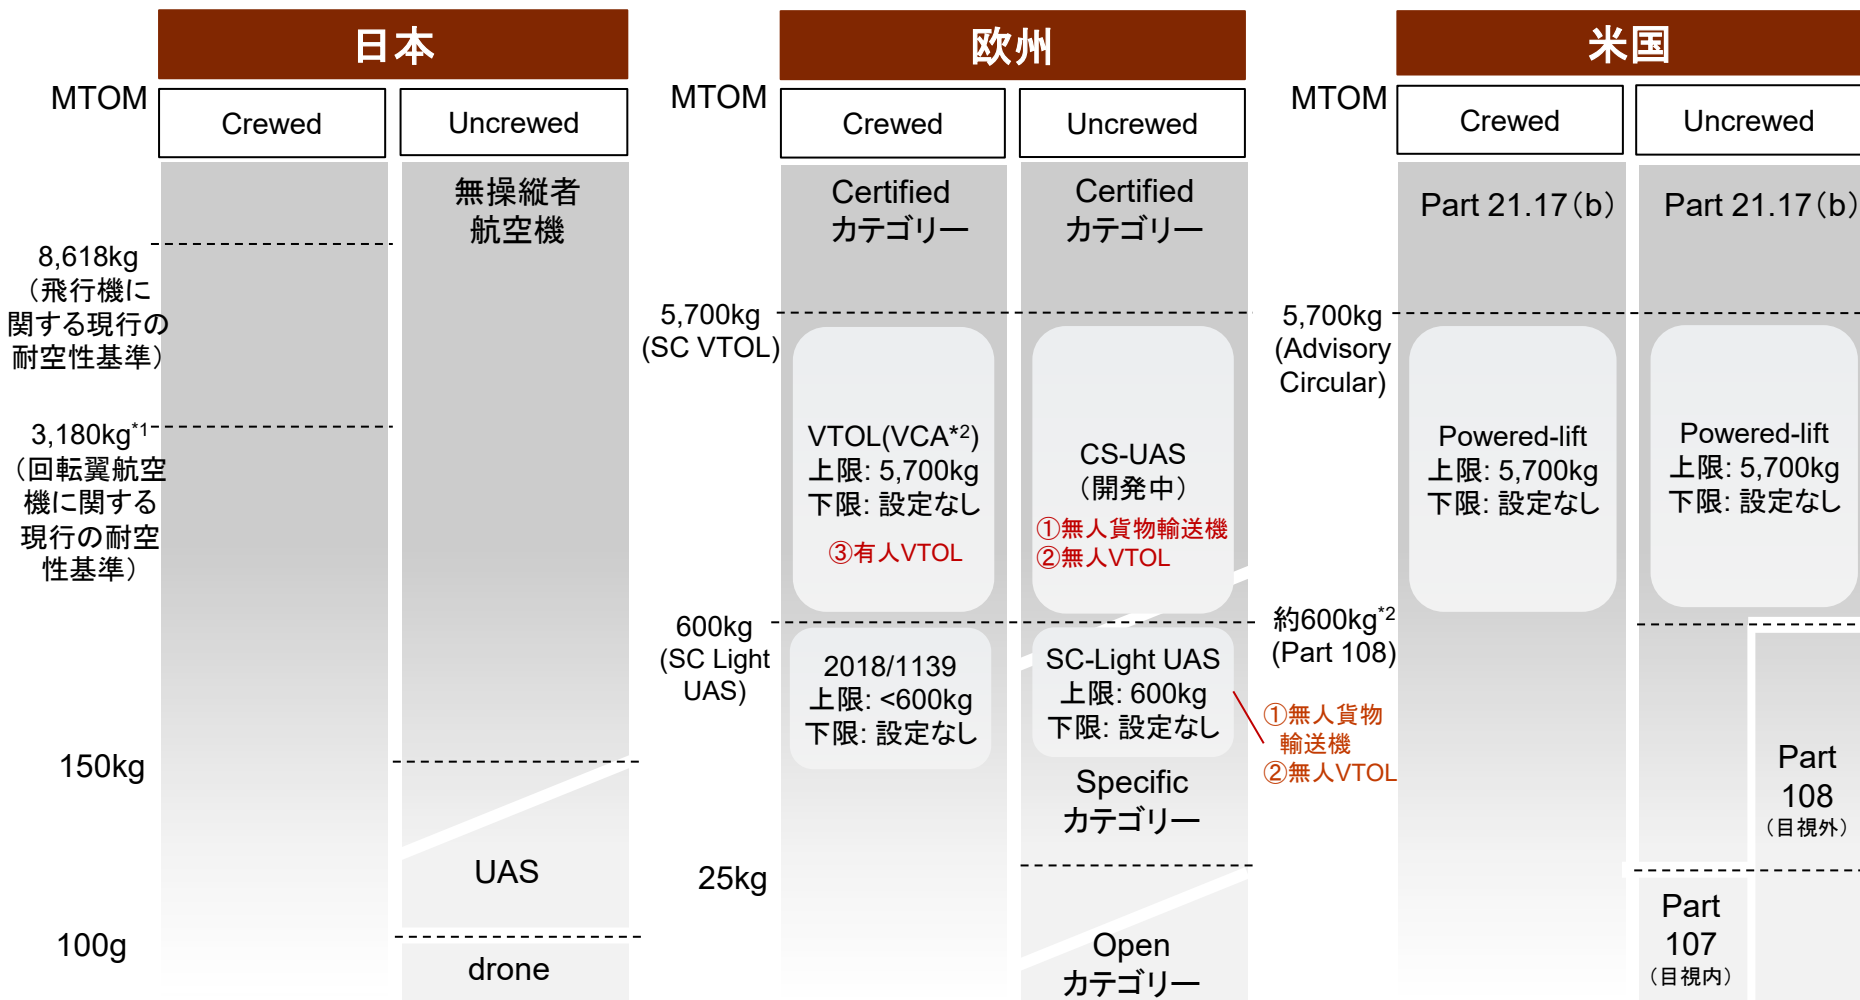 日本
MTOM
Crewed
Uncrewed
無操縦者
航空機
8,618kg
（飛行機に
関する現行の
耐空性基準）
3,180kg*1
（回転翼航空
機に関する
現行の耐空
性基準）
150kg
UAS
100g
drone
欧州
MTOM
Crewed
Uncrewed
Certified
カテゴリー
Certified
カテゴリー
5,700kg
(SC VTOL)
VTOL(VCA*2)
上限: 5,700kg
下限: 設定なし
③有人VTOL
CS-UAS
（開発中）
①無人貨物輸送機
②無人VTOL
600kg
(SC Light
UAS)
2018/1139
上限: <600kg
下限: 設定なし
SC-Light UAS
上限: 600kg
下限: 設定なし
①無人貨物
輸送機
②無人VTOL
Specific
カテゴリー
25kg
Open
カテゴリー
米国
MTOM
Crewed
Uncrewed
Part 21.17（b）
Part 21.17（b）
5,700kg
(Advisory
Circular)
Powered-lift
上限: 5,700kg
下限: 設定なし
Powered-lift
上限: 5,700kg
下限: 設定なし
約600kg*2
(Part 108)
Part
108
（目視外）
Part
107
（目視内）